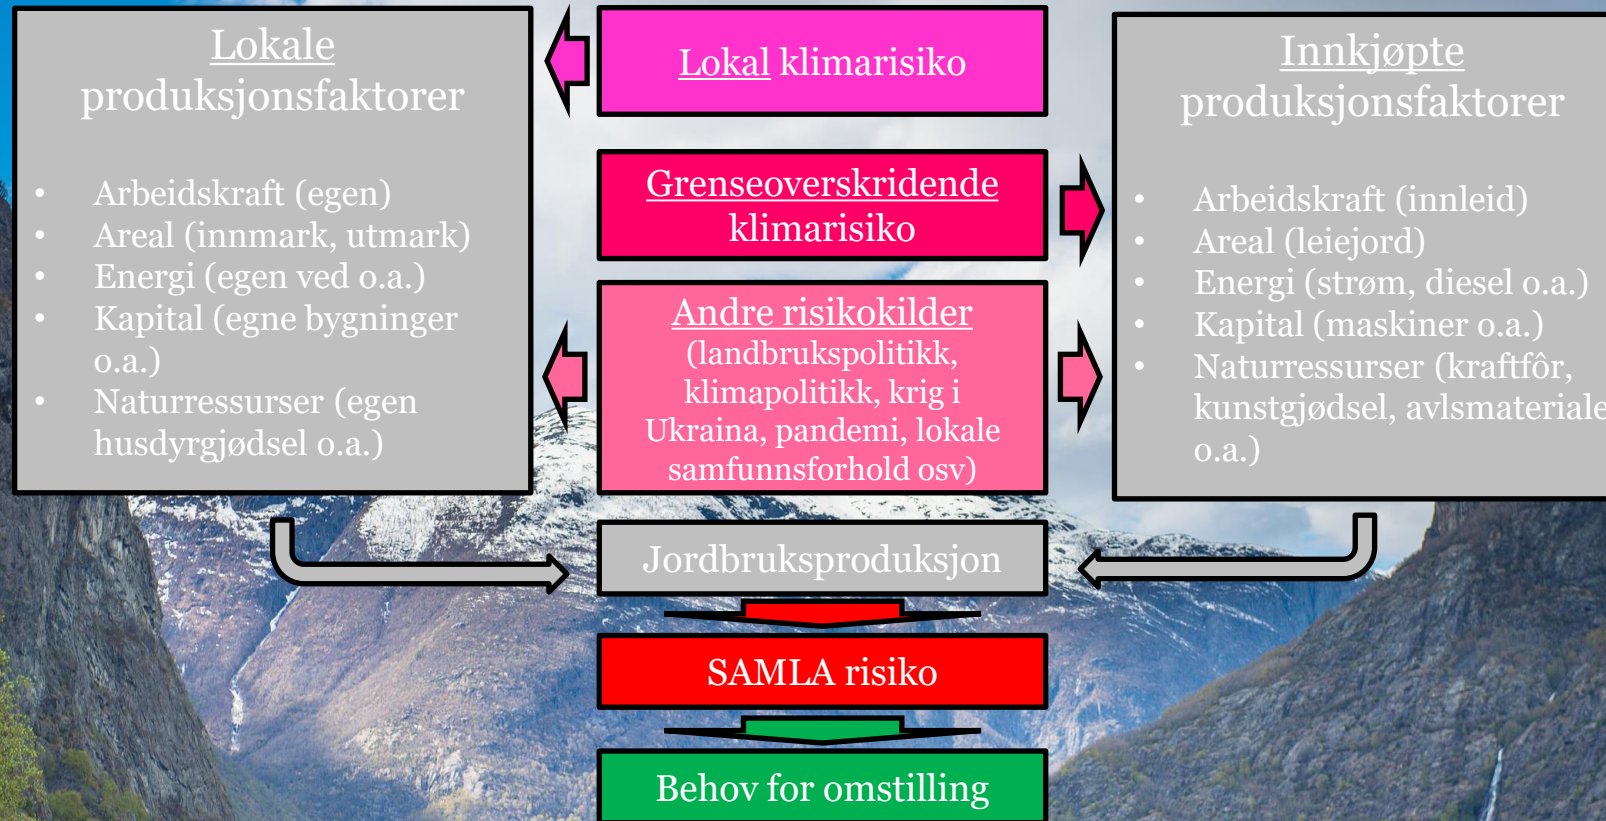 Lokale
produksjonsfaktorer
• Arbeidskraft (egen)
• Areal (innmark, utmark)
• Energi (egen ved o.a.)
• Kapital (egne bygninger
o.a.)
• Naturressurser (egen
husdyrgjødsel o.a.)
Lokal klimarisiko
Grenseoverskridende
klimarisiko
Andre risikokilder
(landbrukspolitikk,
klimapolitikk, krig i
Ukraina, pandemi, lokale
samfunnsforhold osv)
Innkjøpte
produksjonsfaktorer
• Arbeidskraft (innleid)
• Areal (leiejord)
• Energi (strøm, diesel o.a.)
• Kapital (maskiner o.a.)
• Naturressurser (kraftfôr,
kunstgjødsel, avlsmateriale
o.a.)
Jordbruksproduksjon
SAMLA risiko
Behov for omstilling